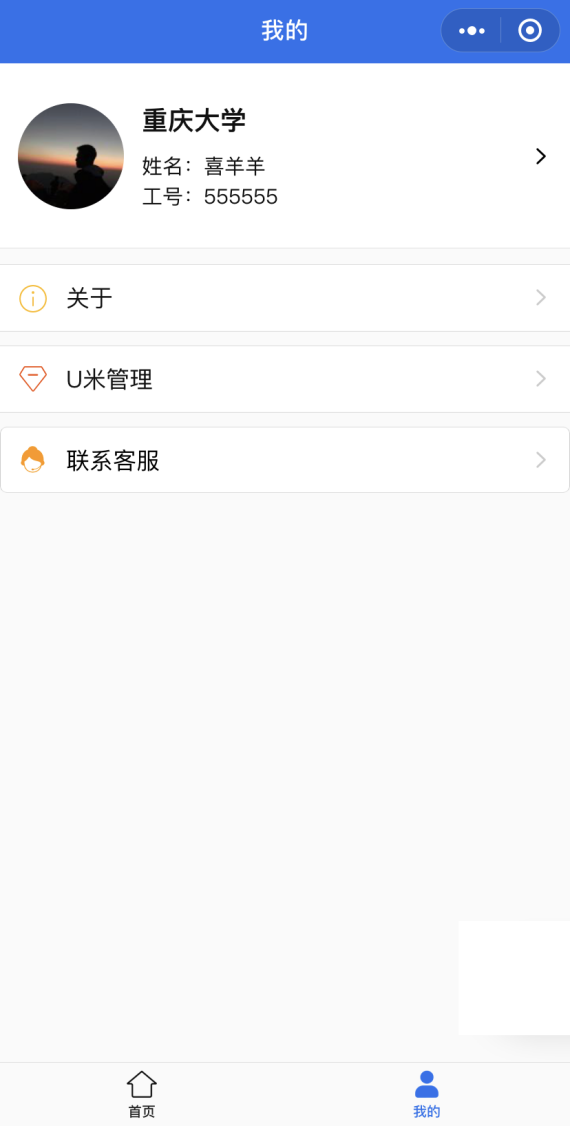 我的
重庆大学
姓名：喜羊羊
工号：555555
关于
U米管理
联系客服
首页
我的